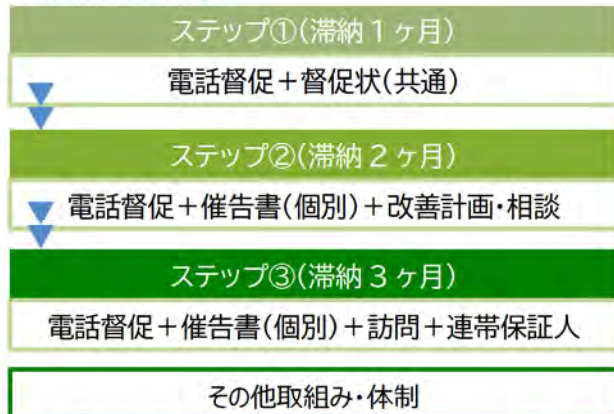 ステップ①(滞納1ヶ月)
電話督促＋督促状(共通)
ステップ②(滞納2ヶ月)
電話督促＋催告書(個別)＋改善計画・相談
ステップ③(滞納3ヶ月)
電話督促＋催告書(個別)＋訪問＋連帯保証人
その他取組み・体制